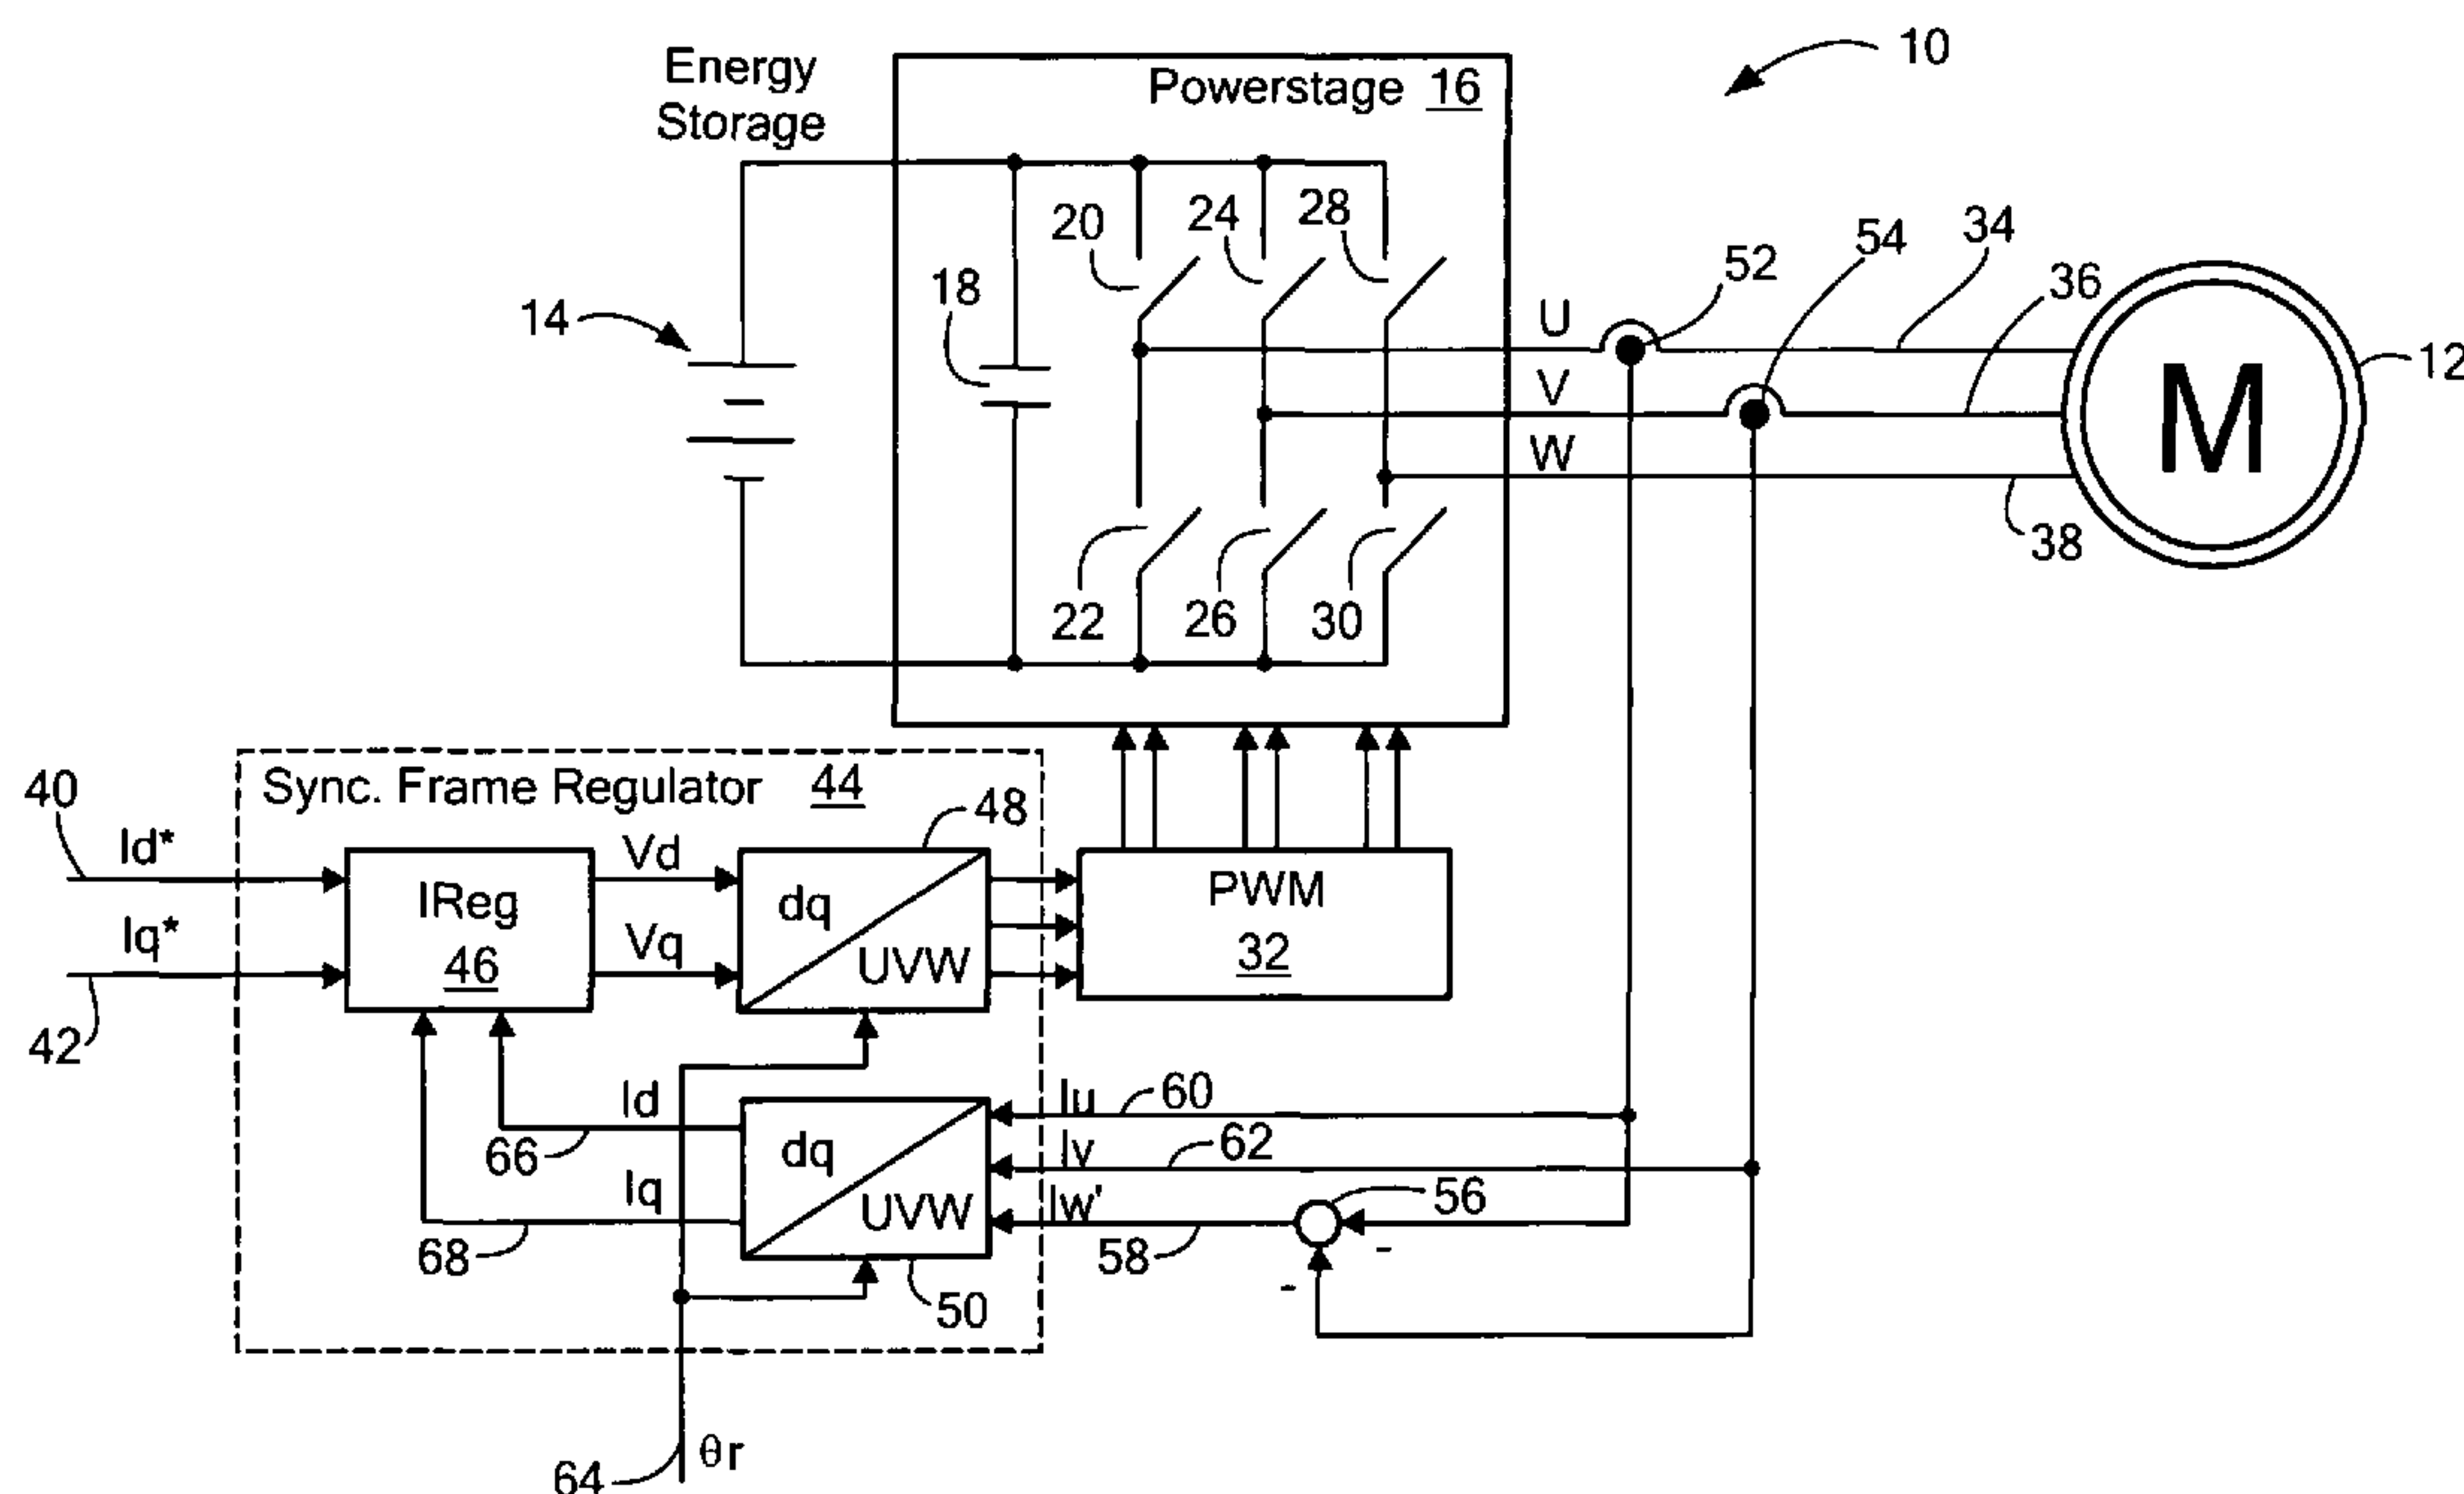 10
Energy
Storage
Powerstage 16
20
24
28
18
14
52
54
34
36
12
U
V
W
M
38
22
26
30
Sync. Frame Regulator 44
40
Id*
Iq*
42
IReg
46
Vd
Vq
48
dq
UVW
PWM
32
Id
66
Iq
68
dq
UVW
50
Iu
60
Iv
62
Iw'
58
56
-
-
64
θr